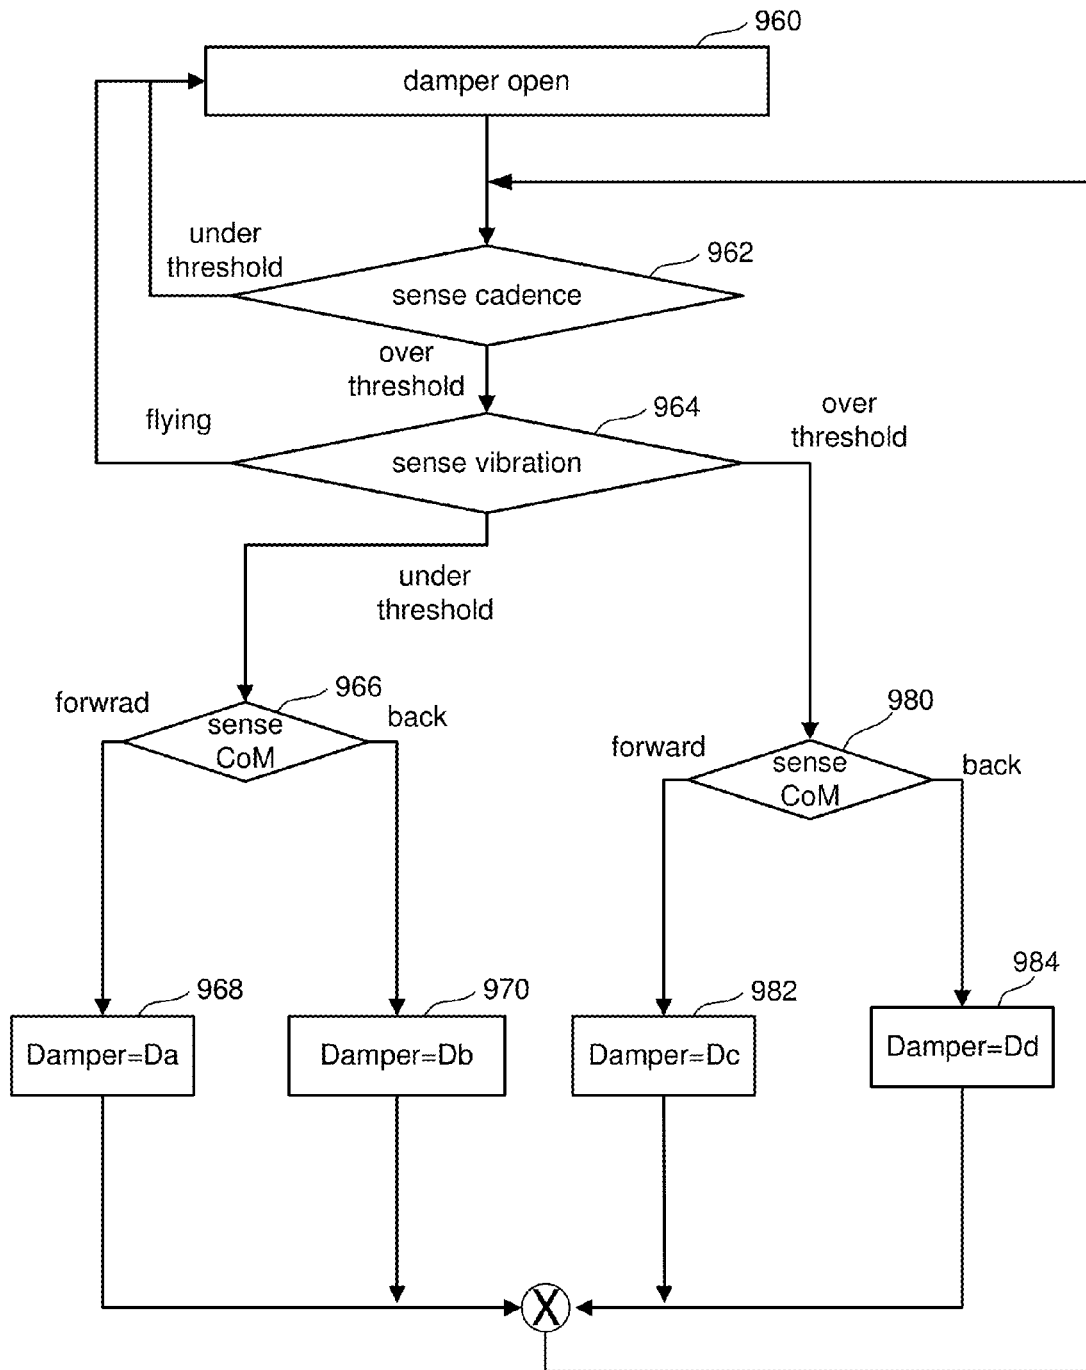 960
damper open
under
threshold
962
sense cadence
over
threshold
964
flying
over
threshold
sense vibration
under
threshold
966
forwrad
sense
CoM
back
980
forward
sense
CoM
back
968
970
982
984
Damper=Da
Damper=Db
Damper=Dc
Damper=Dd
X